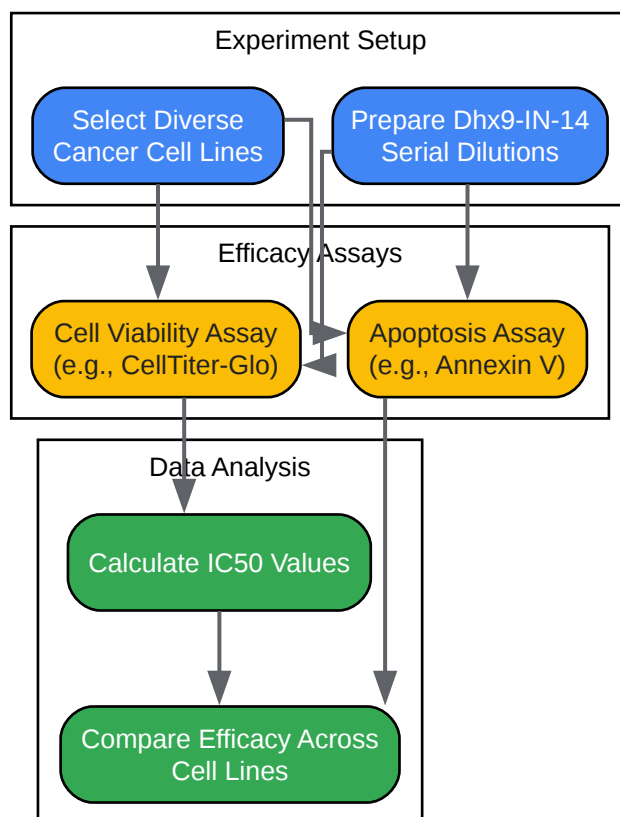 Experiment Setup
Select Diverse
Cancer Cell Lines
Prepare Dhx9-IN-14
Serial Dilutions
Efficacy Assays
Cell Viability Assay
(e.g., CellTiter-Glo)
Apoptosis Assay
(e.g., Annexin V)
Data Analysis
Calculate IC50 Values
Compare Efficacy Across
Cell Lines